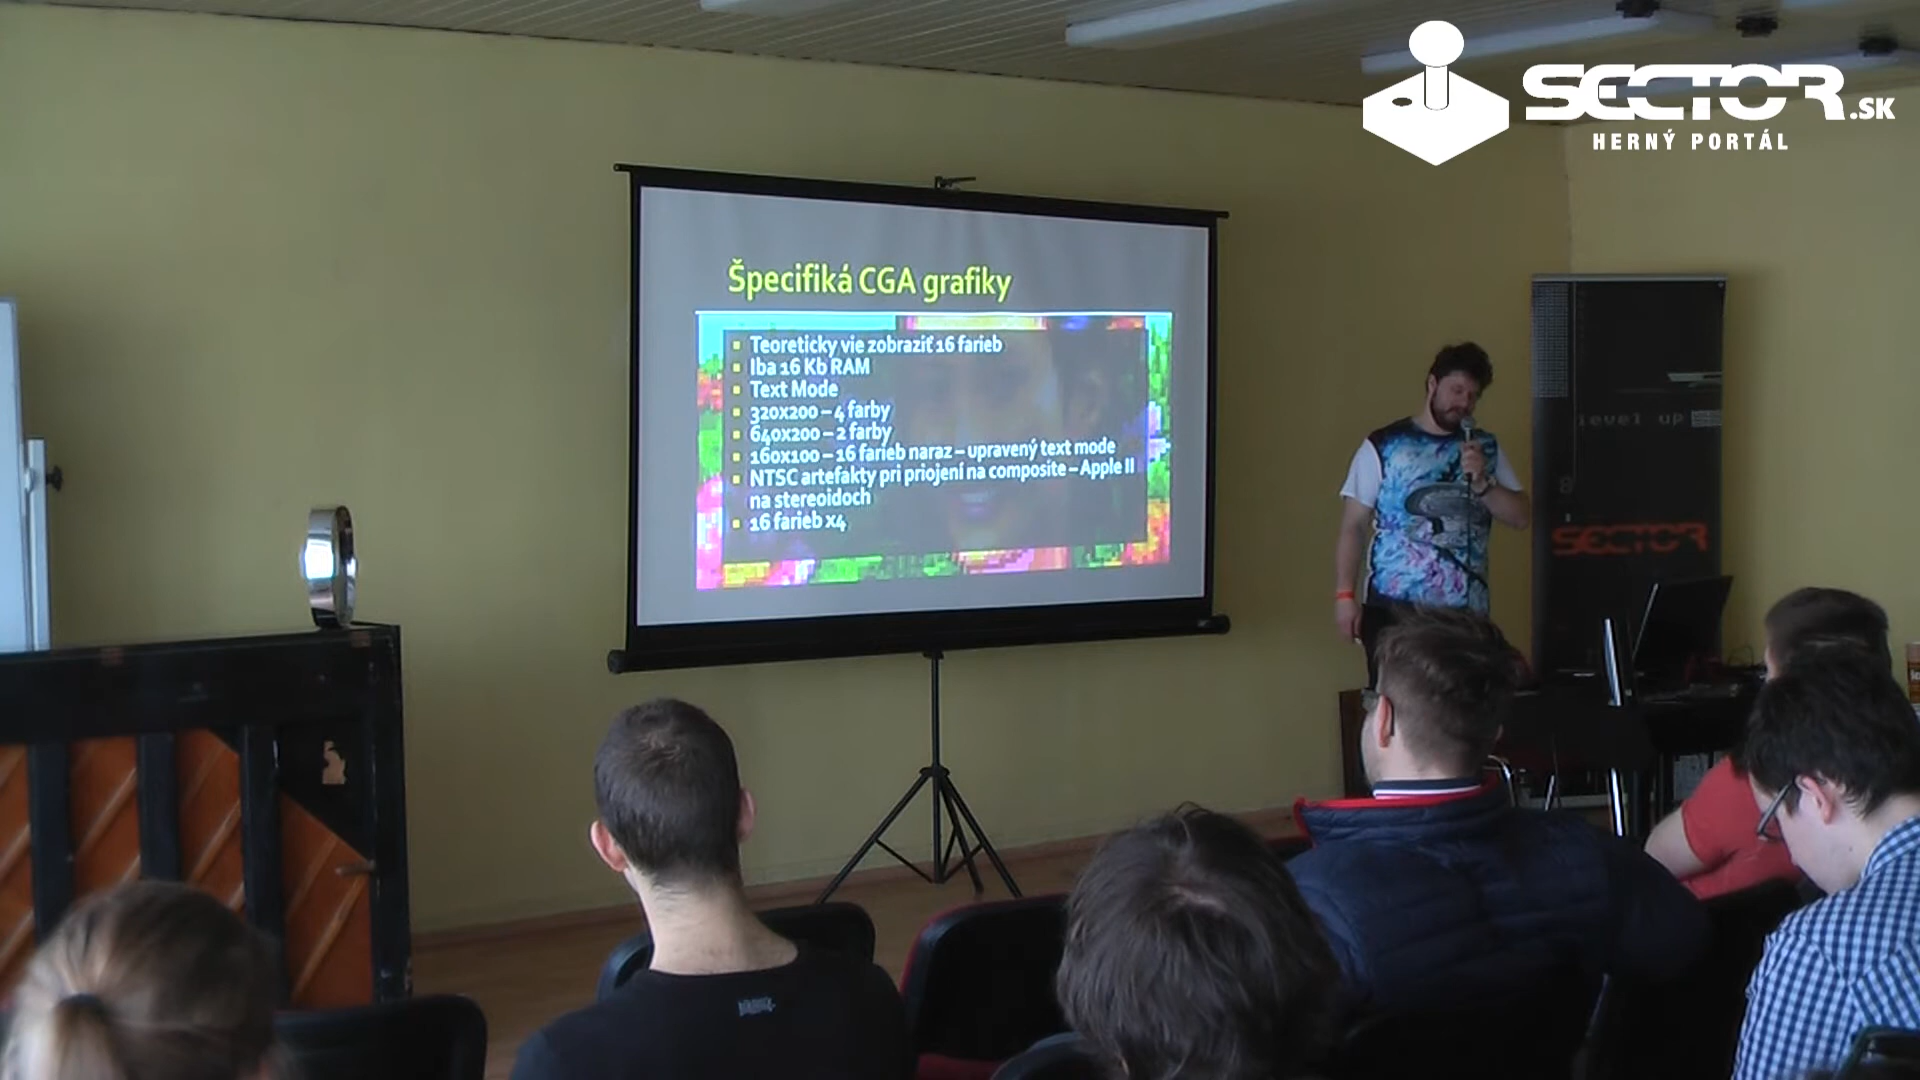 SECTOR.SK
HERNÝ PORTÁL
Špecifiká CGA grafiky
Teoreticky vie zobraziť 16 farieb
Iba 16 Kb RAM
Text Mode
320x200 – 4 farby
640x200 – 2 farby
160x100 – 16 farieb naraz – upravený text mode
NTSC artefakty pri priojení na composite – Apple II
na stereoidoch
16 farieb x4
level up
SECTOR